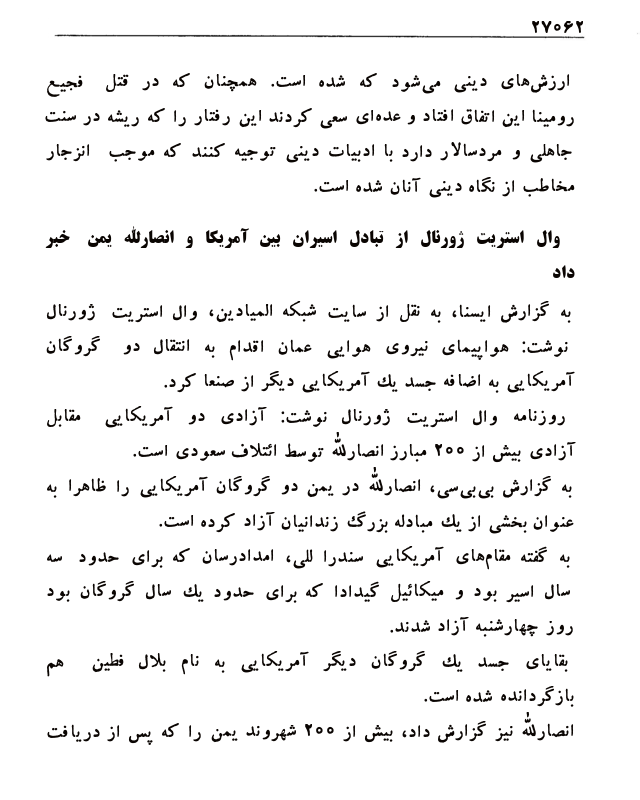 ۲۷۰۶۲
ارزش‌های دینی می‌شود که شده است. همچنان که در قتل فجیع
رومینا این اتفاق افتاد و عده‌ای سعی کردند این رفتار را که ریشه در سنت
جاهلی و مردسالار دارد با ادبیات دینی توجیه کنند که موجب انزجار
مخاطب از نگاه دینی آنان شده است.
وال استریت ژورنال از تبادل اسیران بین آمریکا و انصارالله یمن خبر
داد
به گزارش ایسنا، به نقل از سایت شبکه المیادین، وال استریت ژورنال
نوشت: هواپیمای نیروی هوایی عمان اقدام به انتقال دو گروگان
آمریکایی به اضافه جسد یك آمریکایی دیگر از صنعا کرد.
روزنامه وال استریت ژورنال نوشت: آزادی دو آمریکایی مقابل
آزادی بیش از ۲۰۰ مبارز انصارالله توسط ائتلاف سعودی است.
به گزارش بی‌بی‌سی، انصارالله در یمن دو گروگان آمریکایی را ظاهرا به
عنوان بخشی از یك مبادله بزرگ زندانیان آزاد کرده است.
به گفته مقام‌های آمریکایی سندرا للی، امدادرسان که برای حدود سه
سال اسیر بود و میکائیل گیدادا که برای حدود یك سال گروگان بود
روز چهارشنبه آزاد شدند.
بقایای جسد یك گروگان دیگر آمریکایی به نام بلال فطین هم
بازگردانده شده است.
انصارالله نیز گزارش داد، بیش از ۲۰۰ شهروند یمن را که پس از دریافت